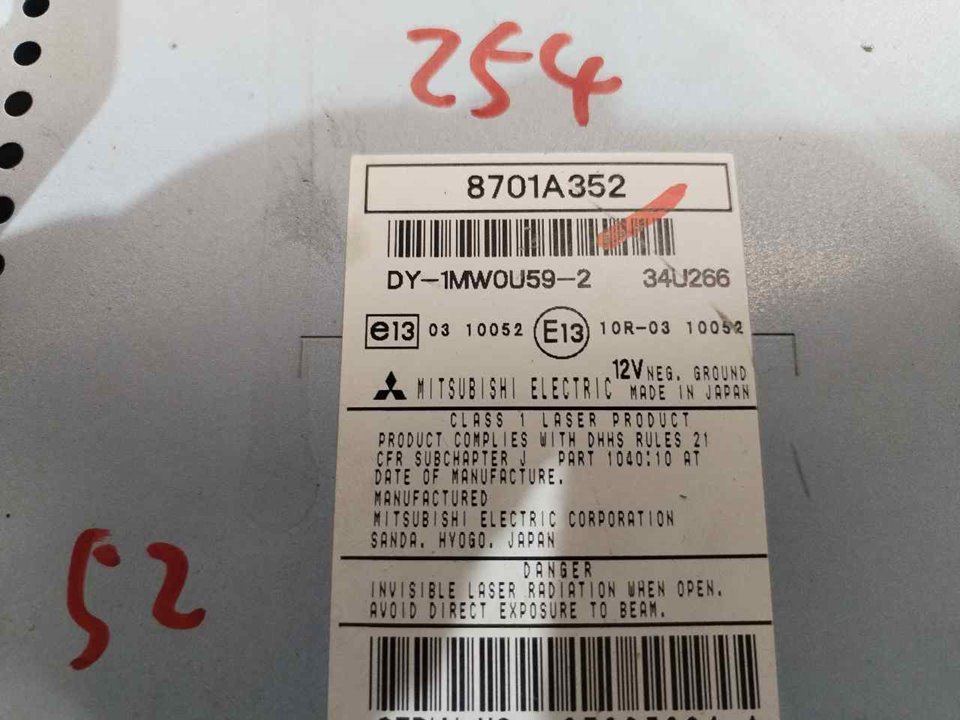 254
8701A352
DY-1MW0U59-2 34U266
e13 03 10052 E13 10R-03 10052
MITSUBISHI ELECTRIC 12V NEG. GROUND
MADE IN JAPAN
CLASS 1 LASER PRODUCT
PRODUCT COMPLIES WITH DHHS RULES 21
CFR SUBCHAPTER J PART 1040:10 AT
DATE OF MANUFACTURE.
MANUFACTURED
MITSUBISHI ELECTRIC CORPORATION
SANDA. HYOGO. JAPAN
52
DANGER
INVISIBLE LASER RADIATION WHEN OPEN.
AVOID DIRECT EXPOSURE TO BEAM.